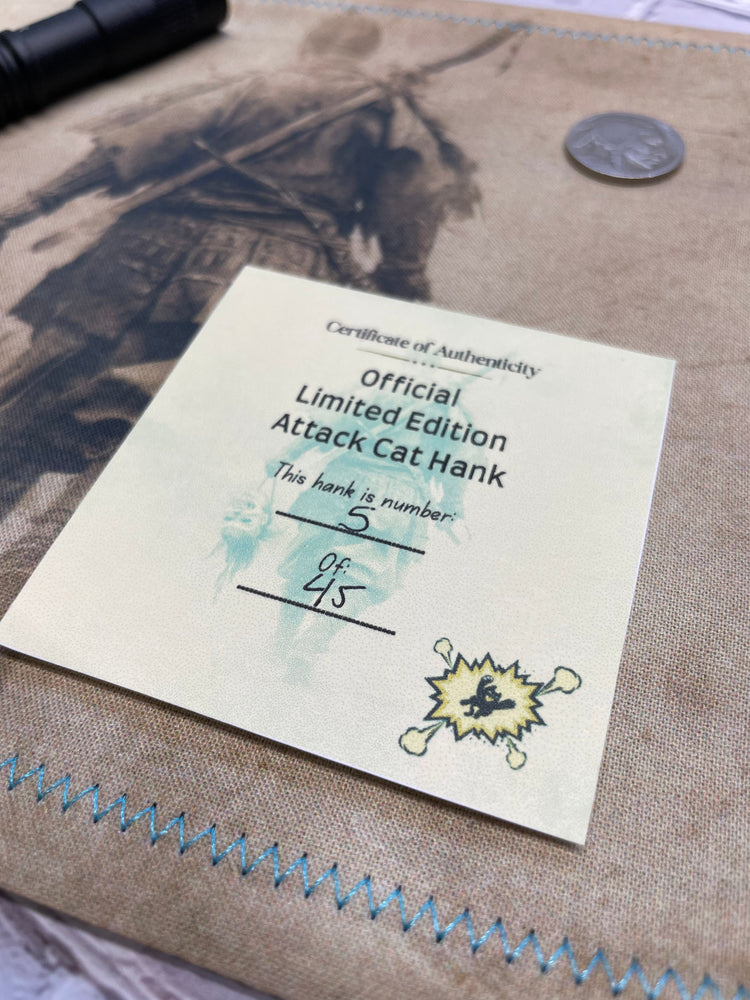 Certificate of Authenticity
Official
Limited Edition
Attack Cat Hank
This hank is number:
5
Of:
45